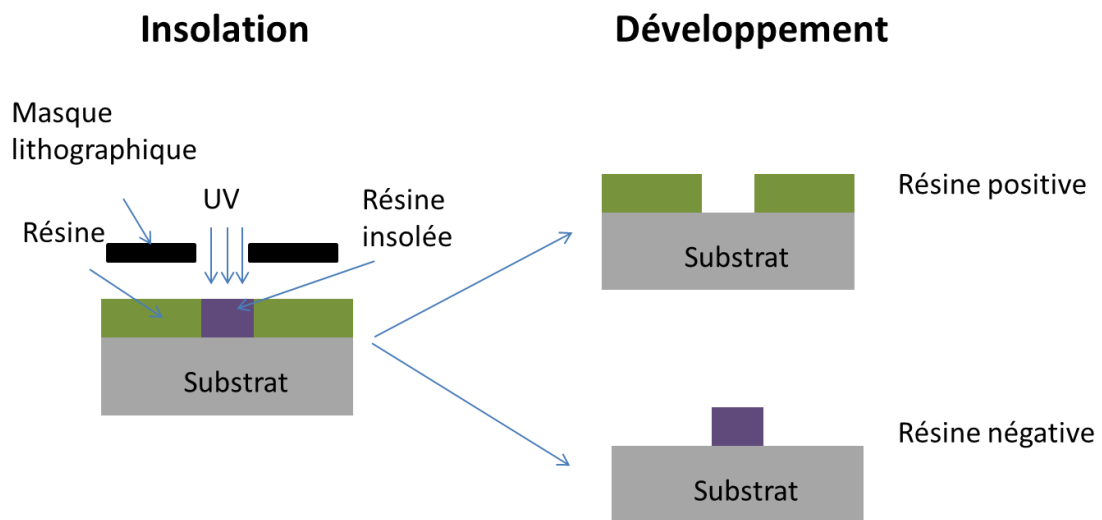 Insolation
Développement
Masque
lithographique
UV
Résine
Résine
insolée
Substrat
Résine positive
Substrat
Résine négative
Substrat